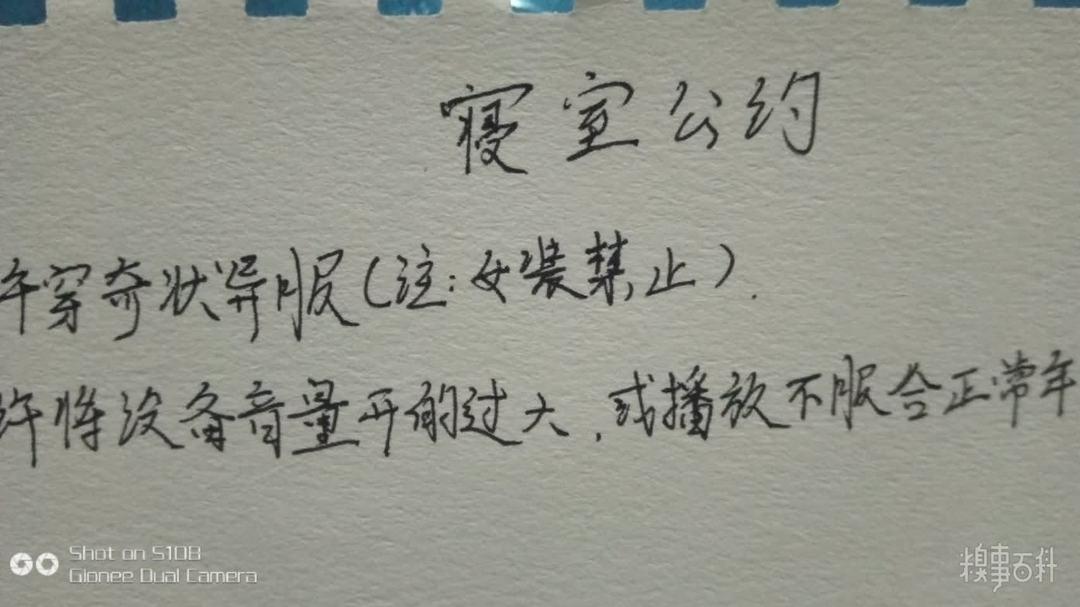 寝室公约
许穿奇状异服(注:女装禁止).
许将设备音量开的过大,或播放不服合正常年
Shot on S10B
Gionee Dual Camera
糗事百科